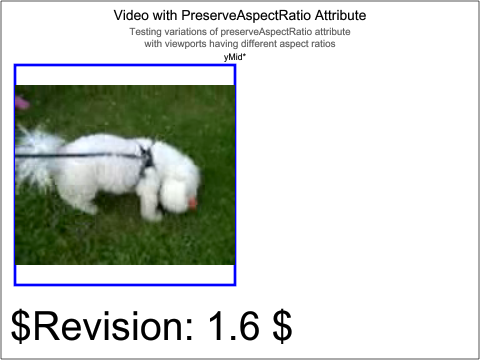 Video with PreserveAspectRatio Attribute
Testing variations of preserveAspectRatio attribute
with viewports having different aspect ratios
yMid*
$Revision: 1.6 $